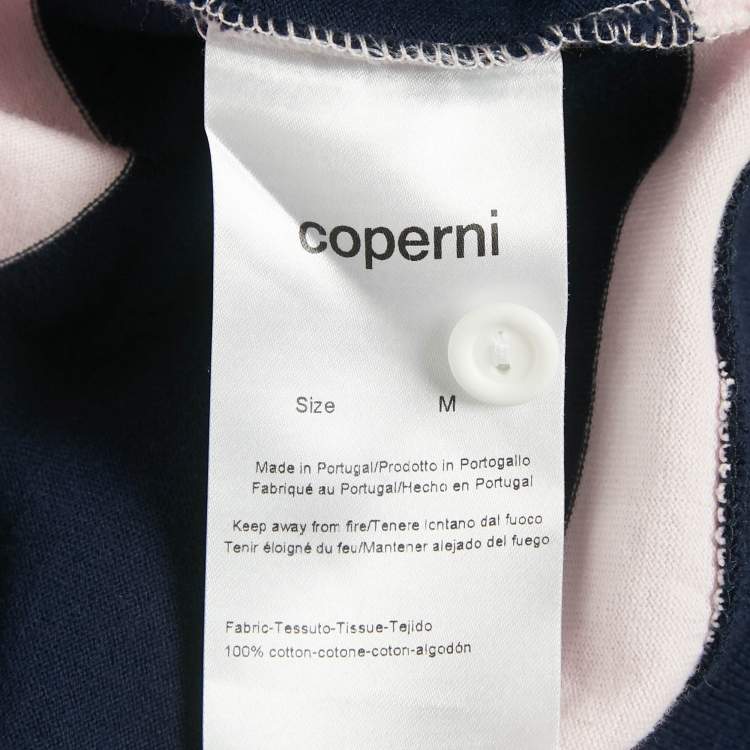 coperni
Size M
Made in Portugal/Prodotto in Portogallo
Fabriqué au Portugal/Hecho en Portugal
Keep away from fire/Tenere lontano dal fuoco
Tenir éloigné du feu/Mantener alejado del fuego
Fabric-Tessuto-Tissue-Tejido
100% cotton-cotone-coton-algodón